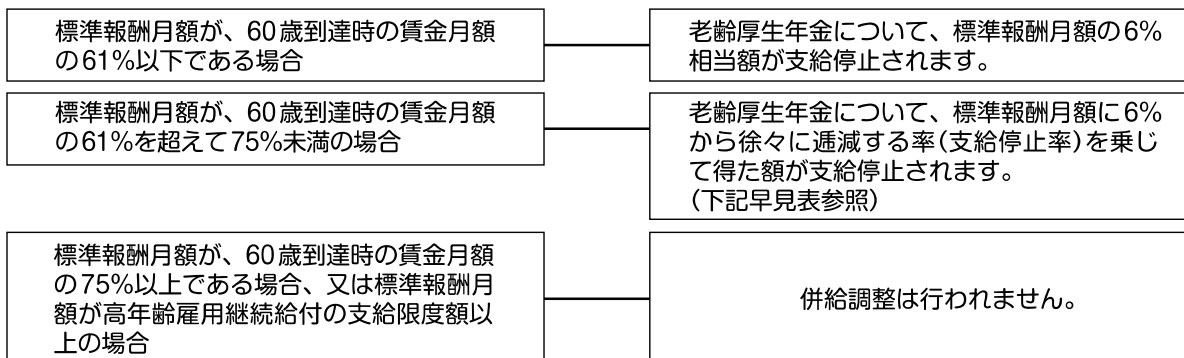 標準報酬月額が、60歳到達時の賃金月額
の61%以下である場合
老齢厚生年金について、標準報酬月額の6%
相当額が支給停止されます。
標準報酬月額が、60歳到達時の賃金月額
の61%を超えて75%未満の場合
老齢厚生年金について、標準報酬月額に6%
から徐々に逓減する率(支給停止率)を乗じ
て得た額が支給停止されます。
(下記早見表参照)
標準報酬月額が、60歳到達時の賃金月額
の75%以上である場合、又は標準報酬月
額が高年齢雇用継続給付の支給限度額以
上の場合
併給調整は行われません。